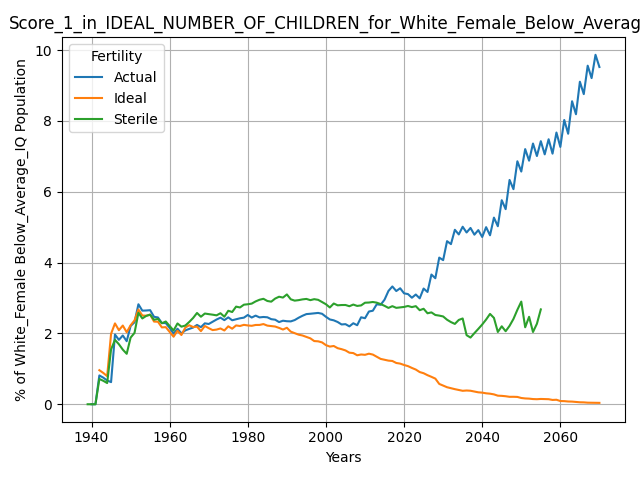 Score_1_in_IDEAL_NUMBER_OF_CHILDREN_for_White_Female_Below_Averag
% of White_Female Below_Average_IQ Population
10
8
6
4
2
0
Fertility
Actual
Ideal
Sterile
1940 1960 1980 2000 2020 2040 2060
Years